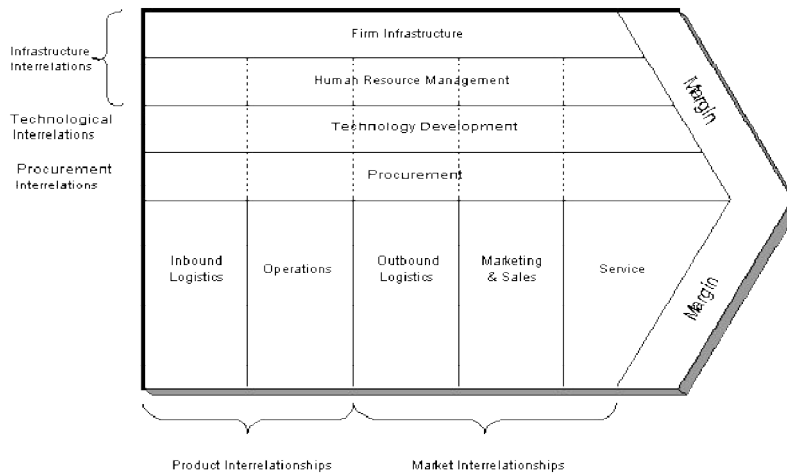 Firm Infrastructure
Infrastructure
Interrelations
Human Resource Management
Technological
Interrelations
Technology Development
Procurement
Interrelations
Procurement
Margin
Inbound
Logistics
Operations
Outbound
Logistics
Marketing
& Sales
Service
Margin
Product Interrelationships
Market Interrelationships